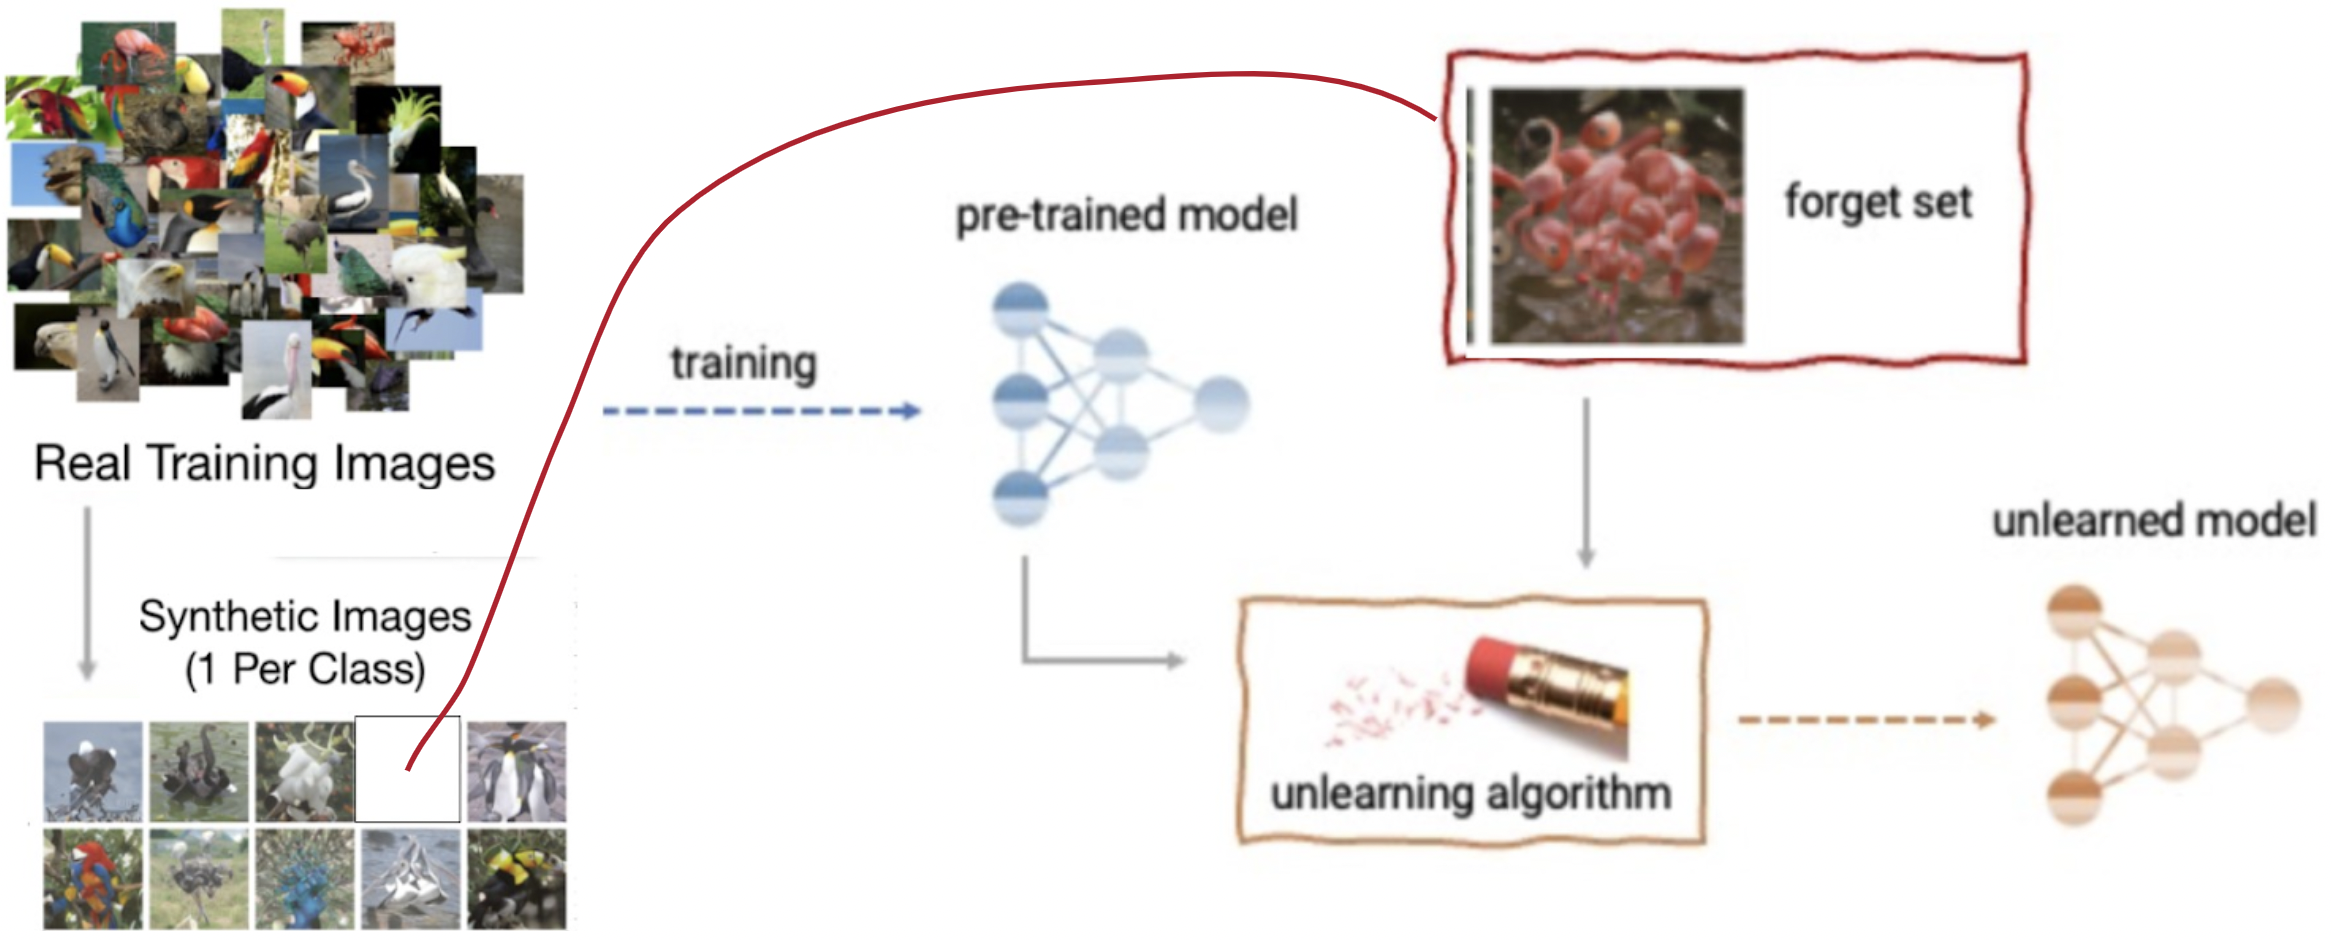 Real Training Images
Synthetic Images
(1 Per Class)
training
pre-trained model
forget set
unlearning algorithm
unlearned model